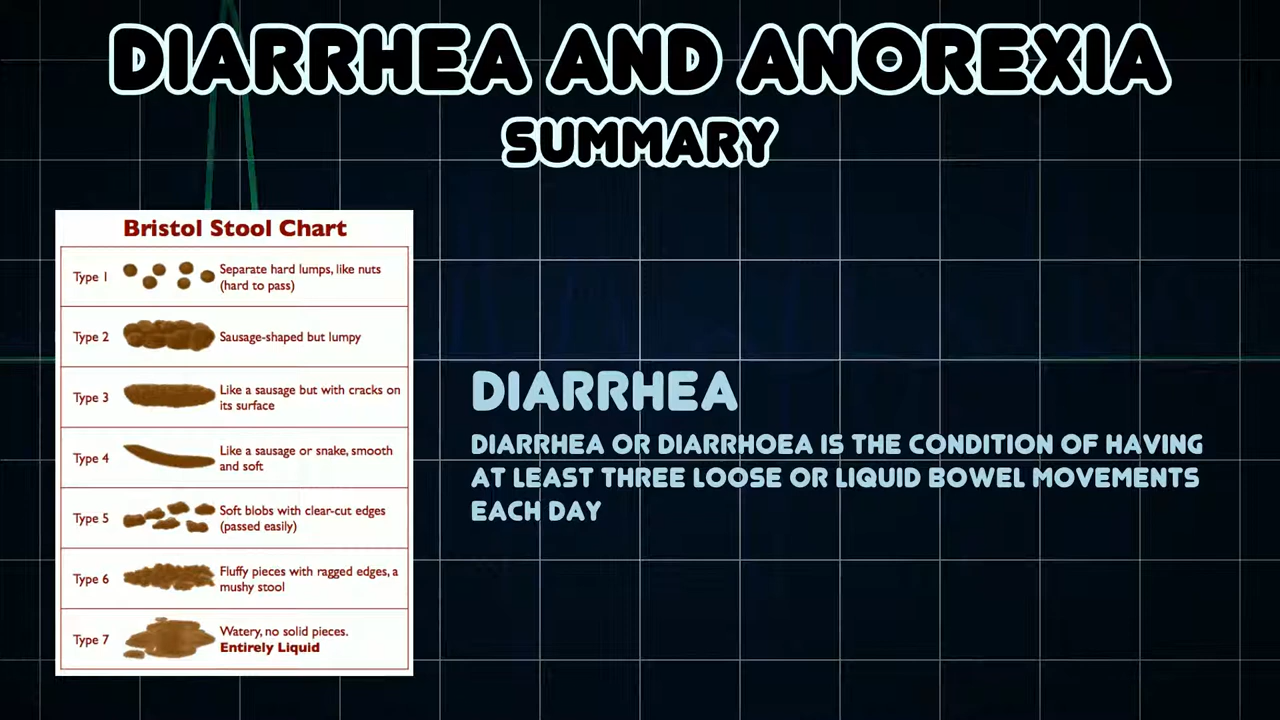 DIARRHEA AND ANOREXIA
SUMMARY
Bristol Stool Chart
Type 1
Separate hard lumps, like nuts
(hard to pass)
Type 2
Sausage-shaped but lumpy
Type 3
Like a sausage but with cracks on
its surface
Type 4
Like a sausage or snake, smooth
and soft
Type 5
Soft blobs with clear-cut edges
(passed easily)
Type 6
Fluffy pieces with ragged edges, a
mushy stool
Type 7
Watery, no solid pieces.
Entirely Liquid
DIARRHEA
DIARRHEA OR DIARRHOEA IS THE CONDITION OF HAVING
AT LEAST THREE LOOSE OR LIQUID BOWEL MOVEMENTS
EACH DAY